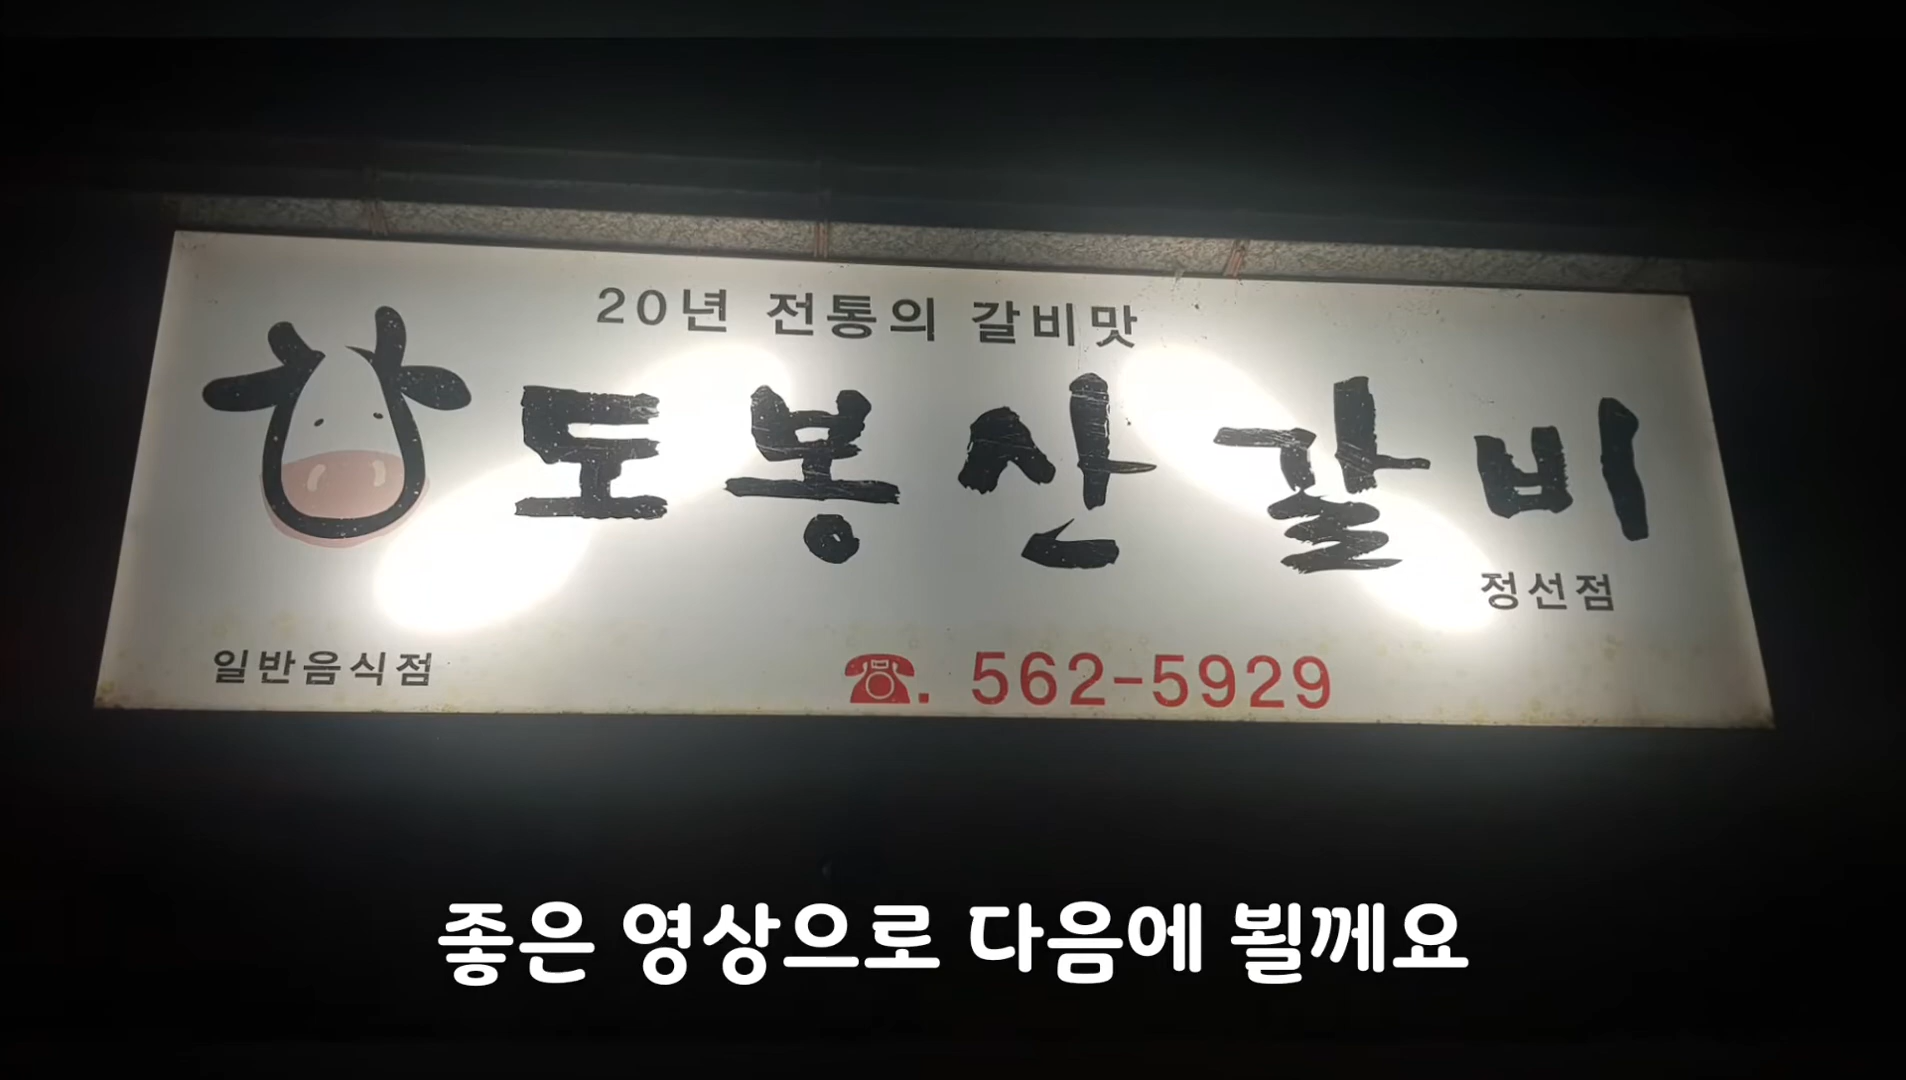 20년 전통의 갈비맛
도봉산갈비
정선점
일반음식점
☎. 562-5929
좋은 영상으로 다음에 뵐께요